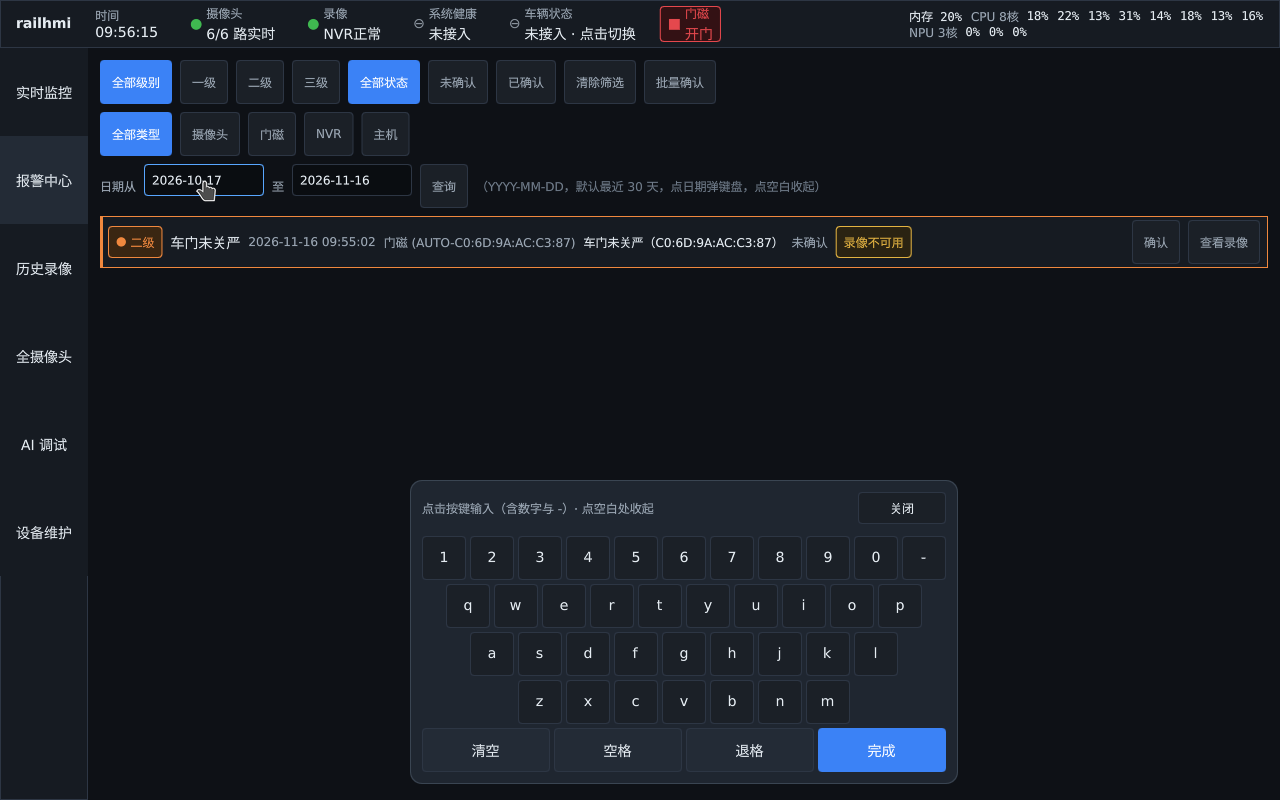 railhmi
时间
09:56:15
摄像头
6/6 路实时
录像
NVR正常
系统健康
未接入
车辆状态
未接入 · 点击切换
门磁
开门
内存 20% CPU 8核 18% 22% 13% 31% 14% 18% 13% 16%
NPU 3核 0% 0% 0%
实时监控
报警中心
历史录像
全摄像头
AI 调试
设备维护
全部级别 一级 二级 三级 全部状态 未确认 已确认 清除筛选 批量确认
全部类型 摄像头 门磁 NVR 主机
日期从 2026-10-17 至 2026-11-16 查询 （YYYY-MM-DD，默认最近 30 天，点日期弹键盘，点空白收起）
二级 车门未关严 2026-11-16 09:55:02 门磁 (AUTO-C0:6D:9A:AC:C3:87) 车门未关严（C0:6D:9A:AC:C3:87） 未确认 录像不可用 确认 查看录像
点击按键输入（含数字与 -）· 点空白处收起 关闭
1 2 3 4 5 6 7 8 9 0 -
q w e r t y u i o p
a s d f g h j k l
z x c v b n m
清空 空格 退格 完成